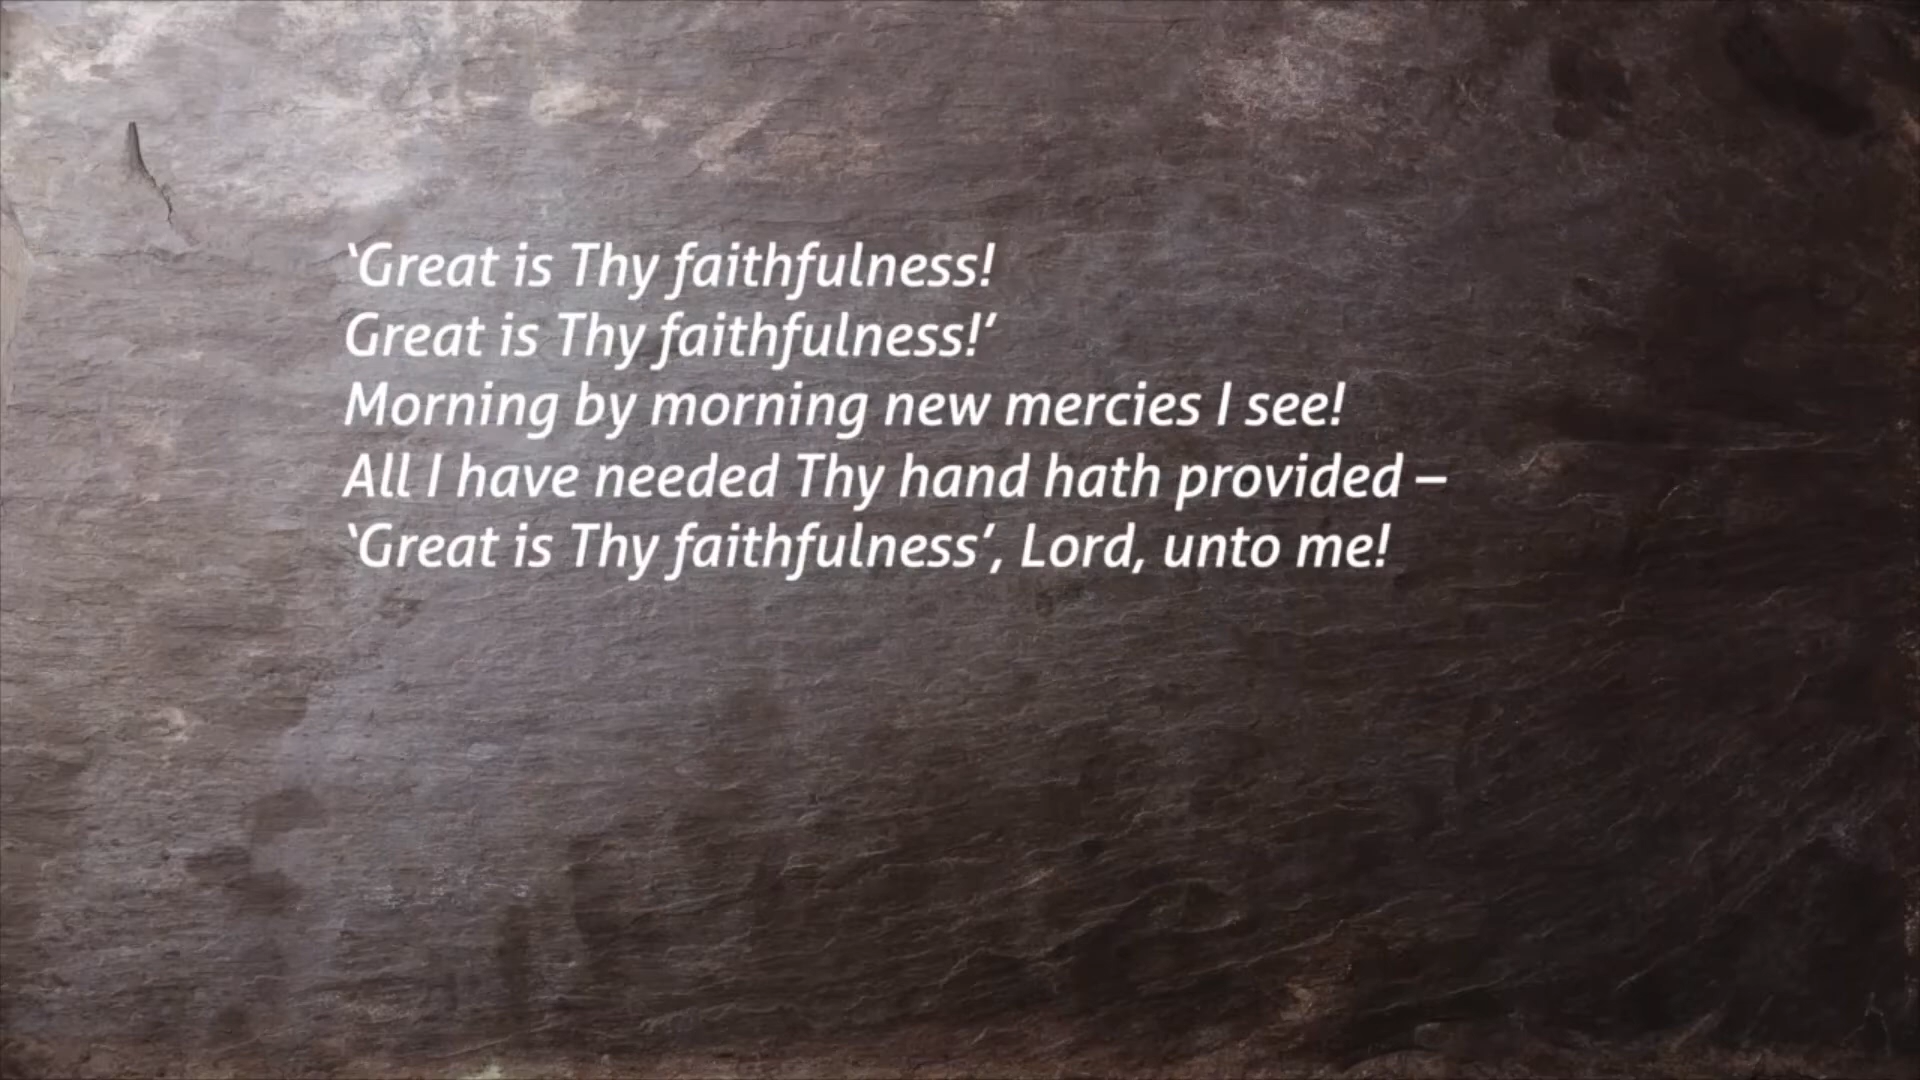 ‘Great is Thy faithfulness!
Great is Thy faithfulness!’
Morning by morning new mercies I see!
All I have needed Thy hand hath provided –
‘Great is Thy faithfulness’, Lord, unto me!